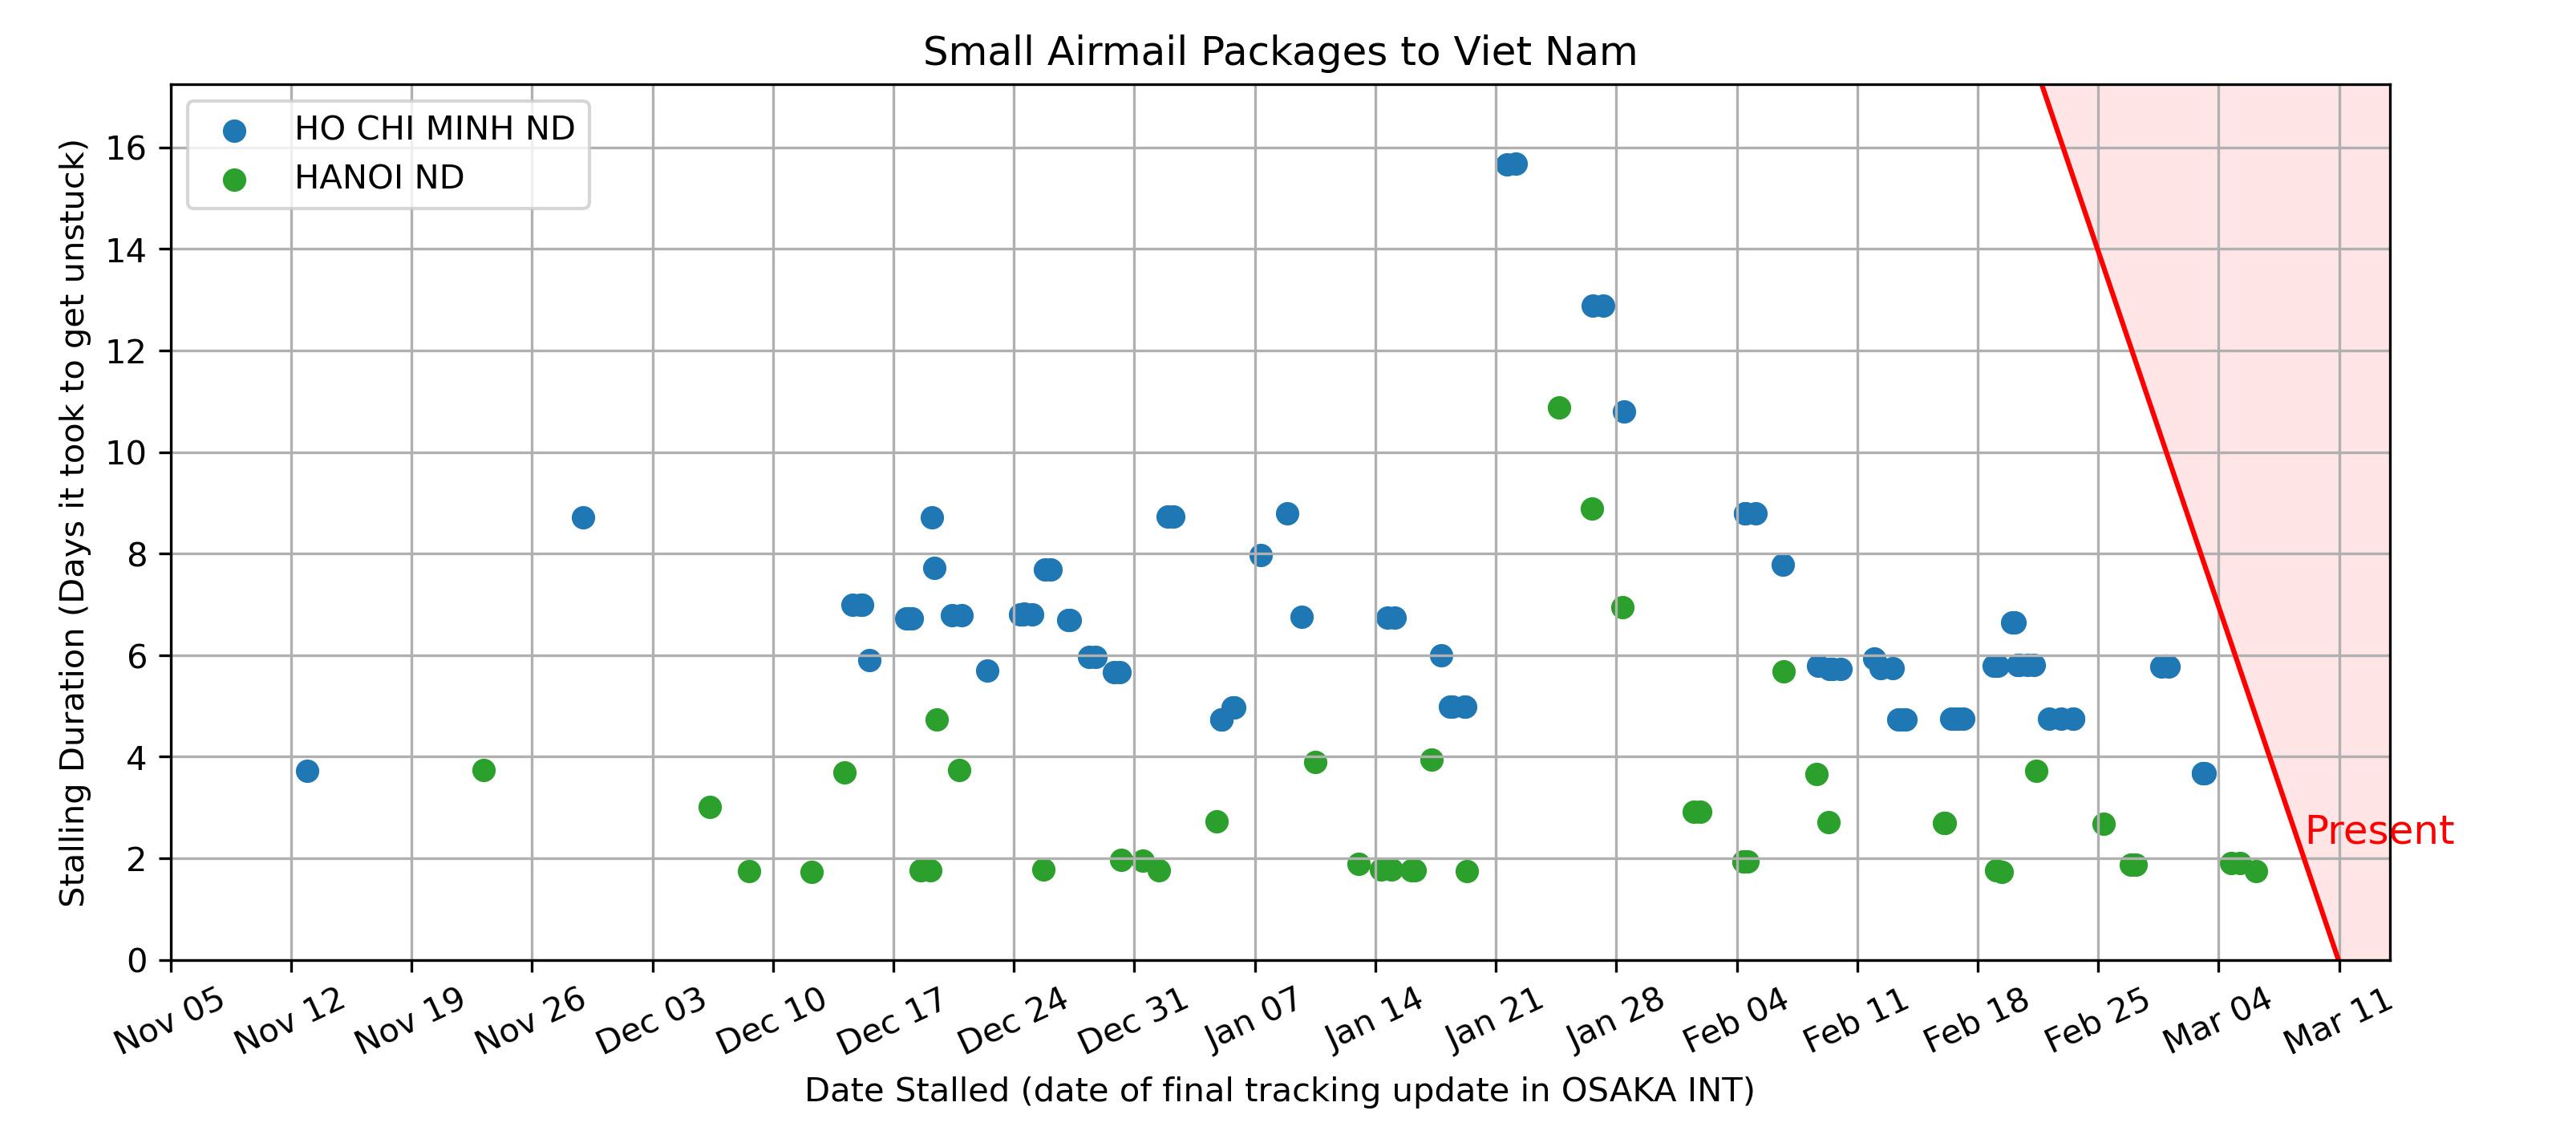 Small Airmail Packages to Viet Nam
HO CHI MINH ND
HANOI ND
Stalling Duration (Days it took to get unstuck)
16
14
12
10
8
6
4
2
0
Present
Nov 05
Nov 12
Nov 19
Nov 26
Dec 03
Dec 10
Dec 17
Dec 24
Dec 31
Jan 07
Jan 14
Jan 21
Jan 28
Feb 04
Feb 11
Feb 18
Feb 25
Mar 04
Mar 11
Date Stalled (date of final tracking update in OSAKA INT)